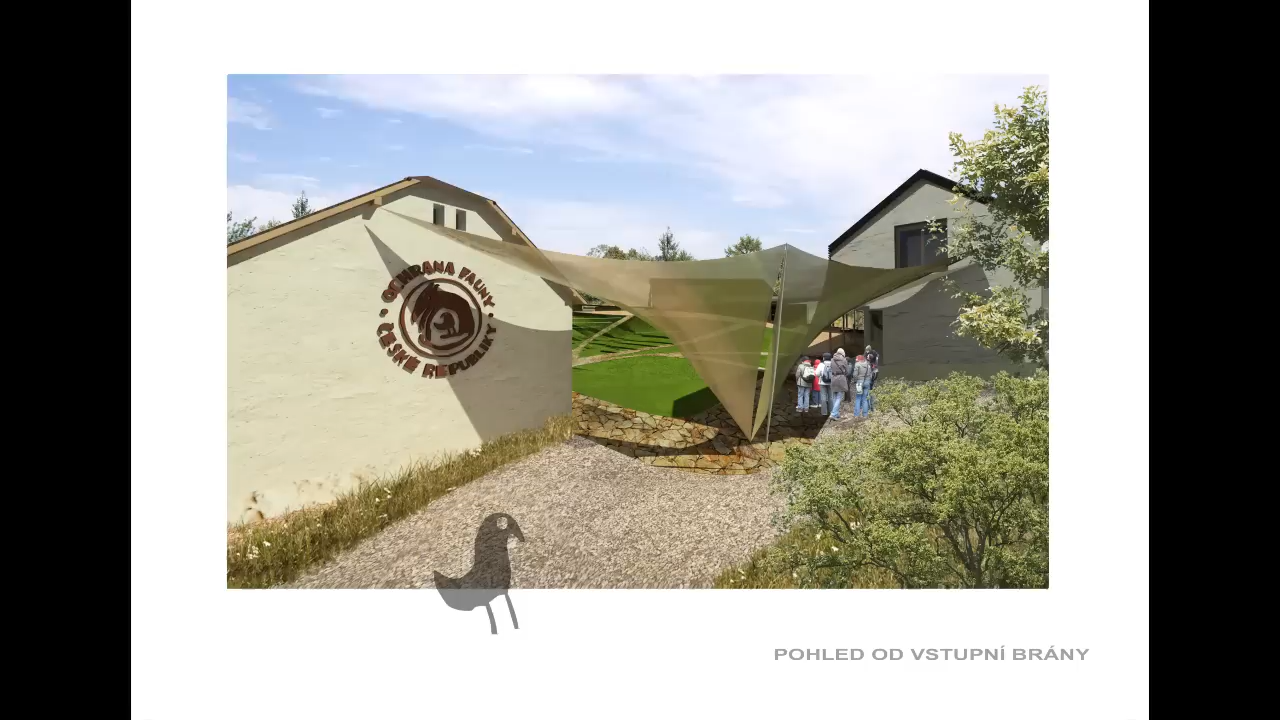 OCHRANA FAUNY
• ČESKÉ REPUBLIKY •
POHLED OD VSTUPNÍ BRÁNY